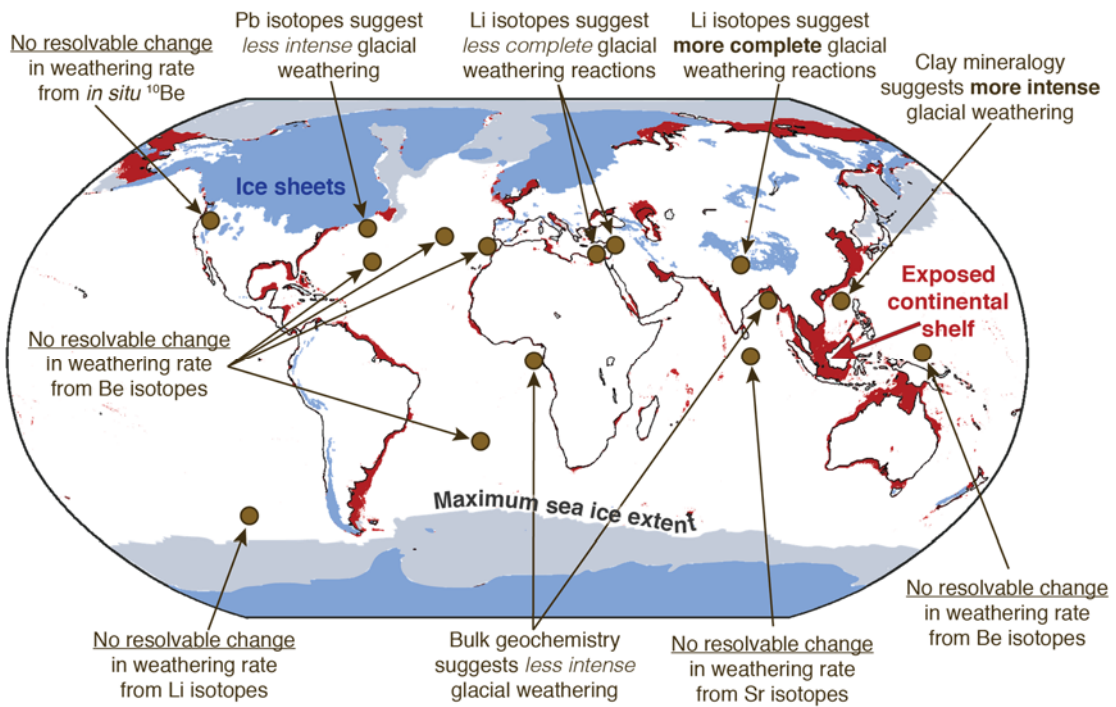 No resolvable change
in weathering rate
from in situ ¹⁰Be
Pb isotopes suggest
less intense glacial
weathering
Li isotopes suggest
less complete glacial
weathering reactions
Li isotopes suggest
more complete glacial
weathering reactions
Clay mineralogy
suggests more intense
glacial weathering
Ice sheets
Exposed
continental
shelf
No resolvable change
in weathering rate
from Be isotopes
Maximum sea ice extent
No resolvable change
in weathering rate
from Li isotopes
Bulk geochemistry
suggests less intense
glacial weathering
No resolvable change
in weathering rate
from Sr isotopes
No resolvable change
in weathering rate
from Be isotopes